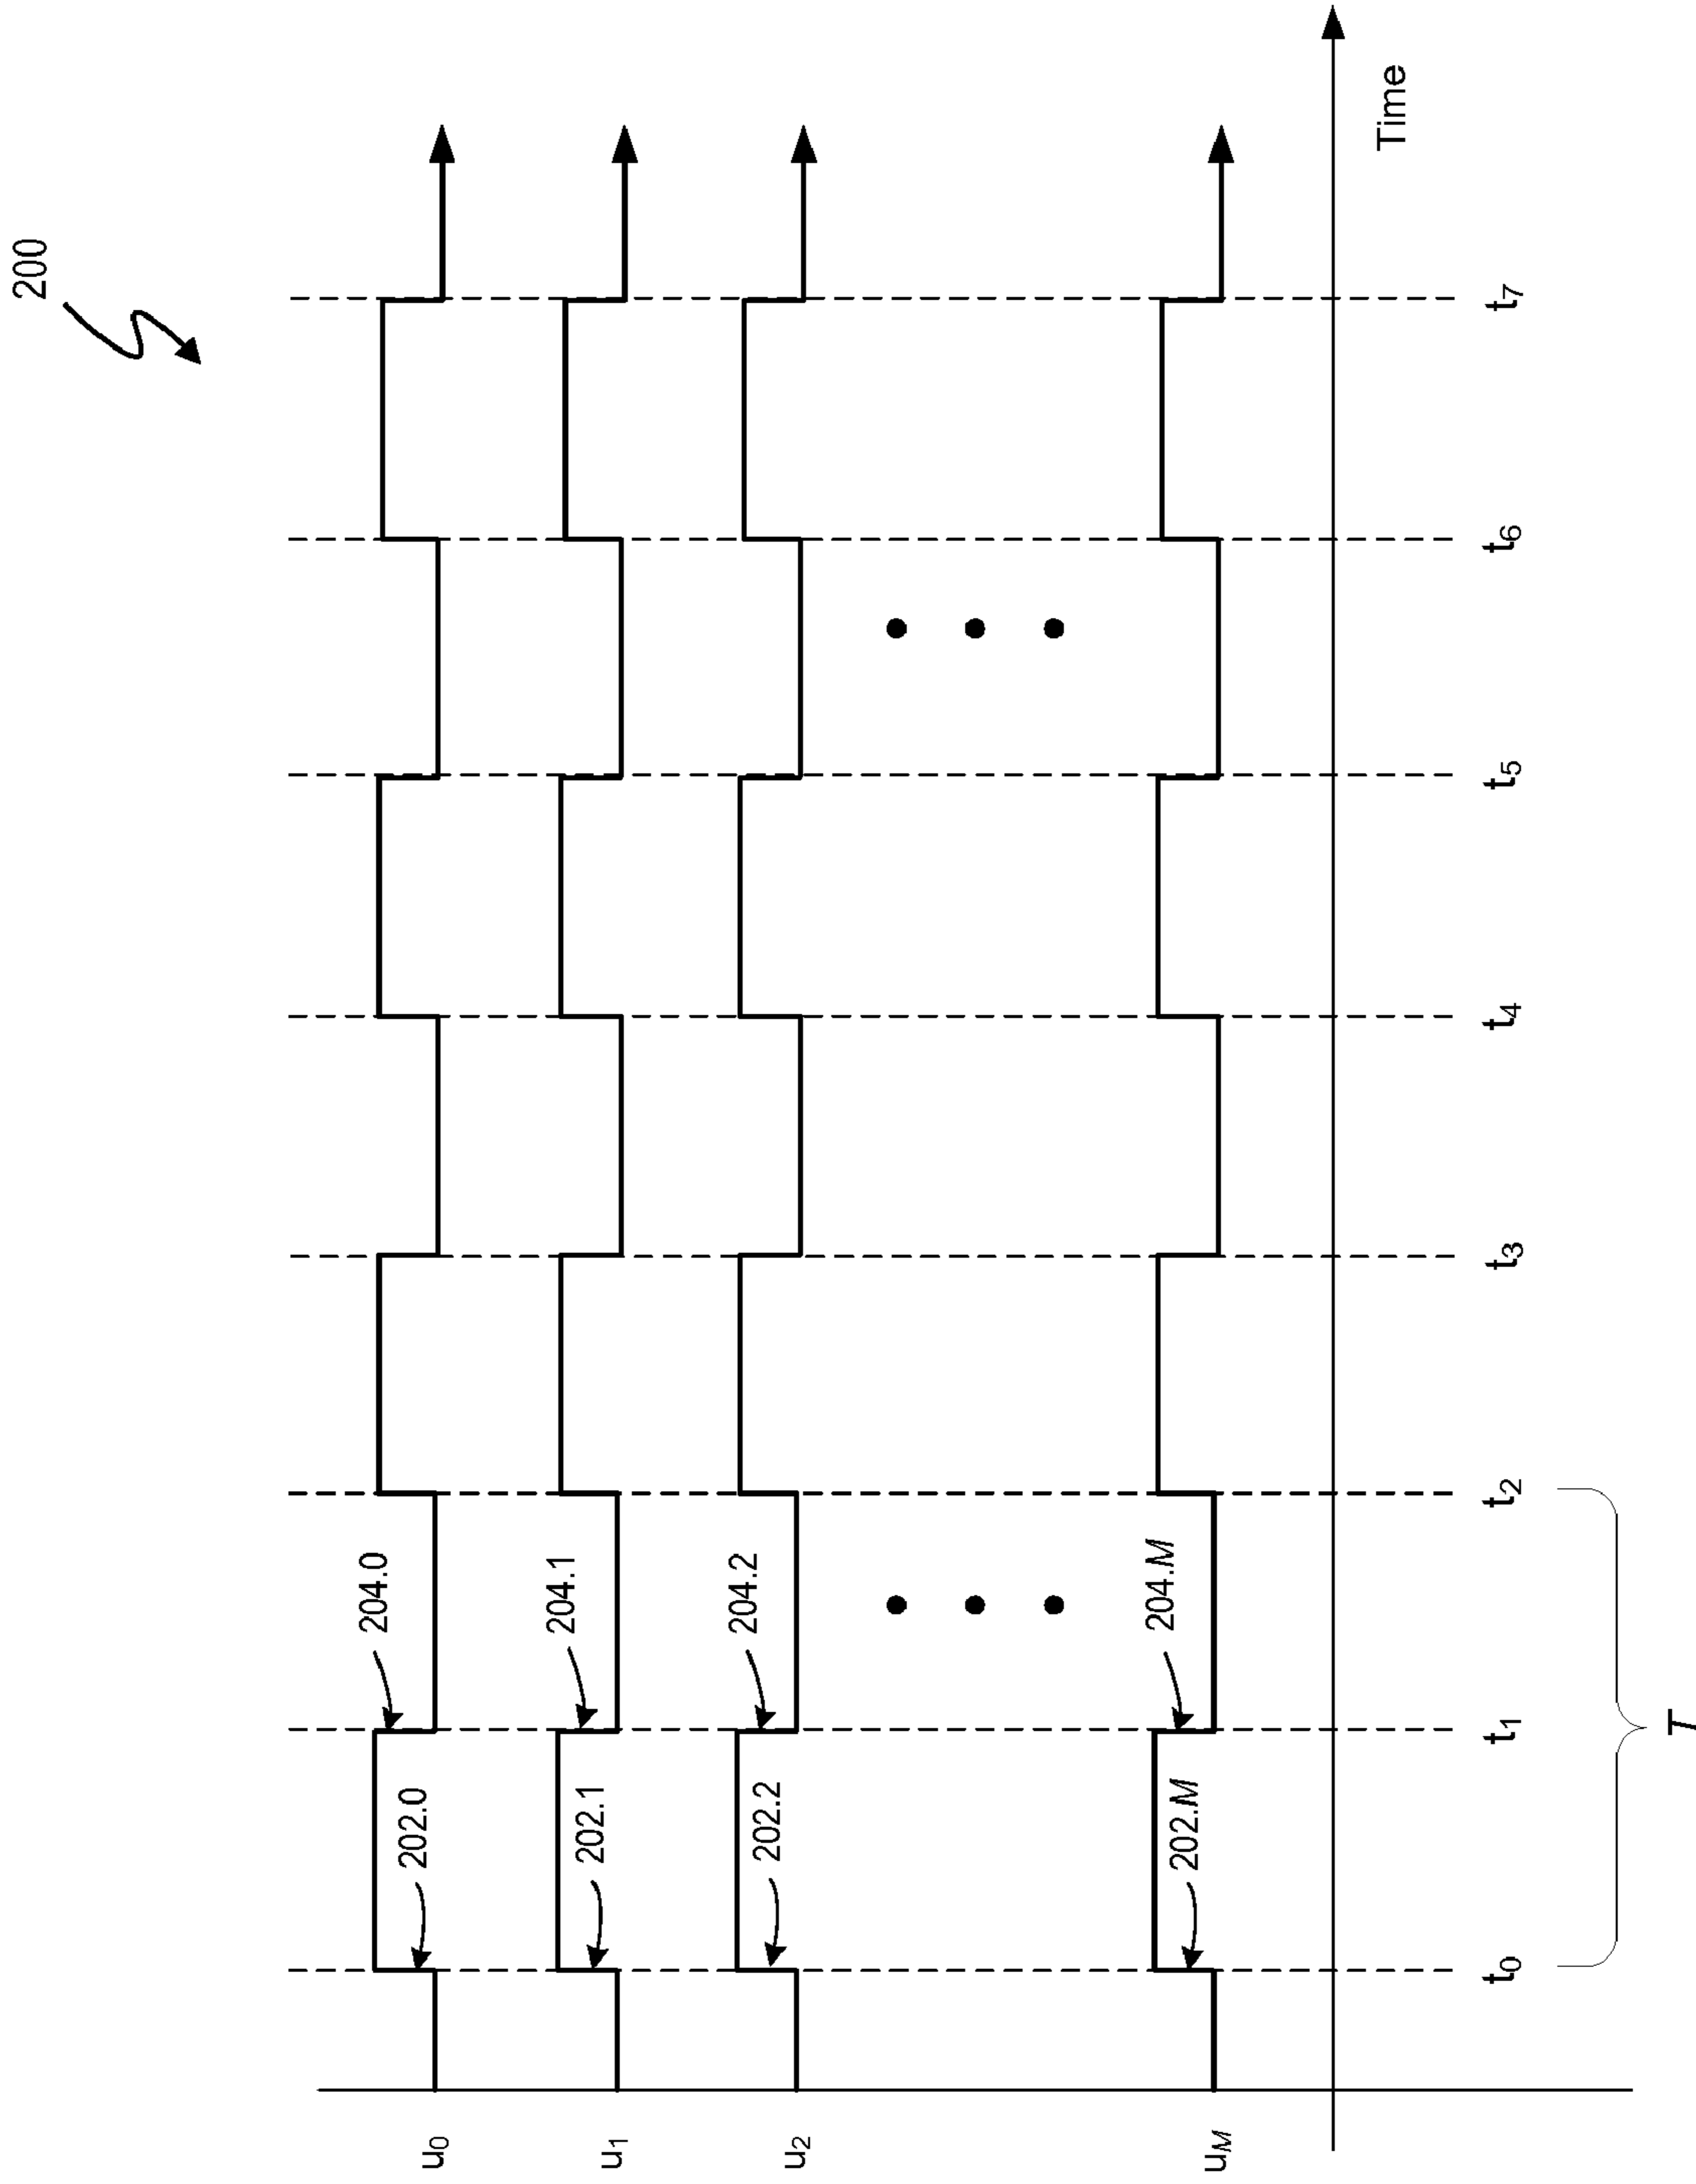 200
u₀
202.0
204.0
u₁
202.1
204.1
u₂
202.2
204.2
u_M
202.M
204.M
Time
t₀ t₁ t₂ t₃ t₄ t₅ t₆ t₇
T